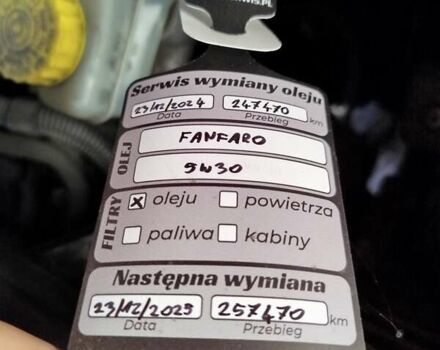 Serwis wymiany oleju
23/12/2024 247470 km
Data Przebieg
OLEJ
FANFARO
5W30
FILTRY
x oleju powietrza
paliwa kabiny
Następna wymiana
23/12/2025 257470 km
Data Przebieg